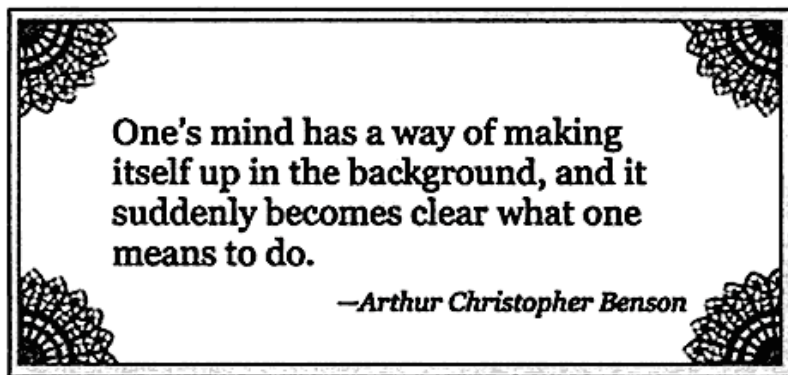 One's mind has a way of making
itself up in the background, and it
suddenly becomes clear what one
means to do.
—Arthur Christopher Benson